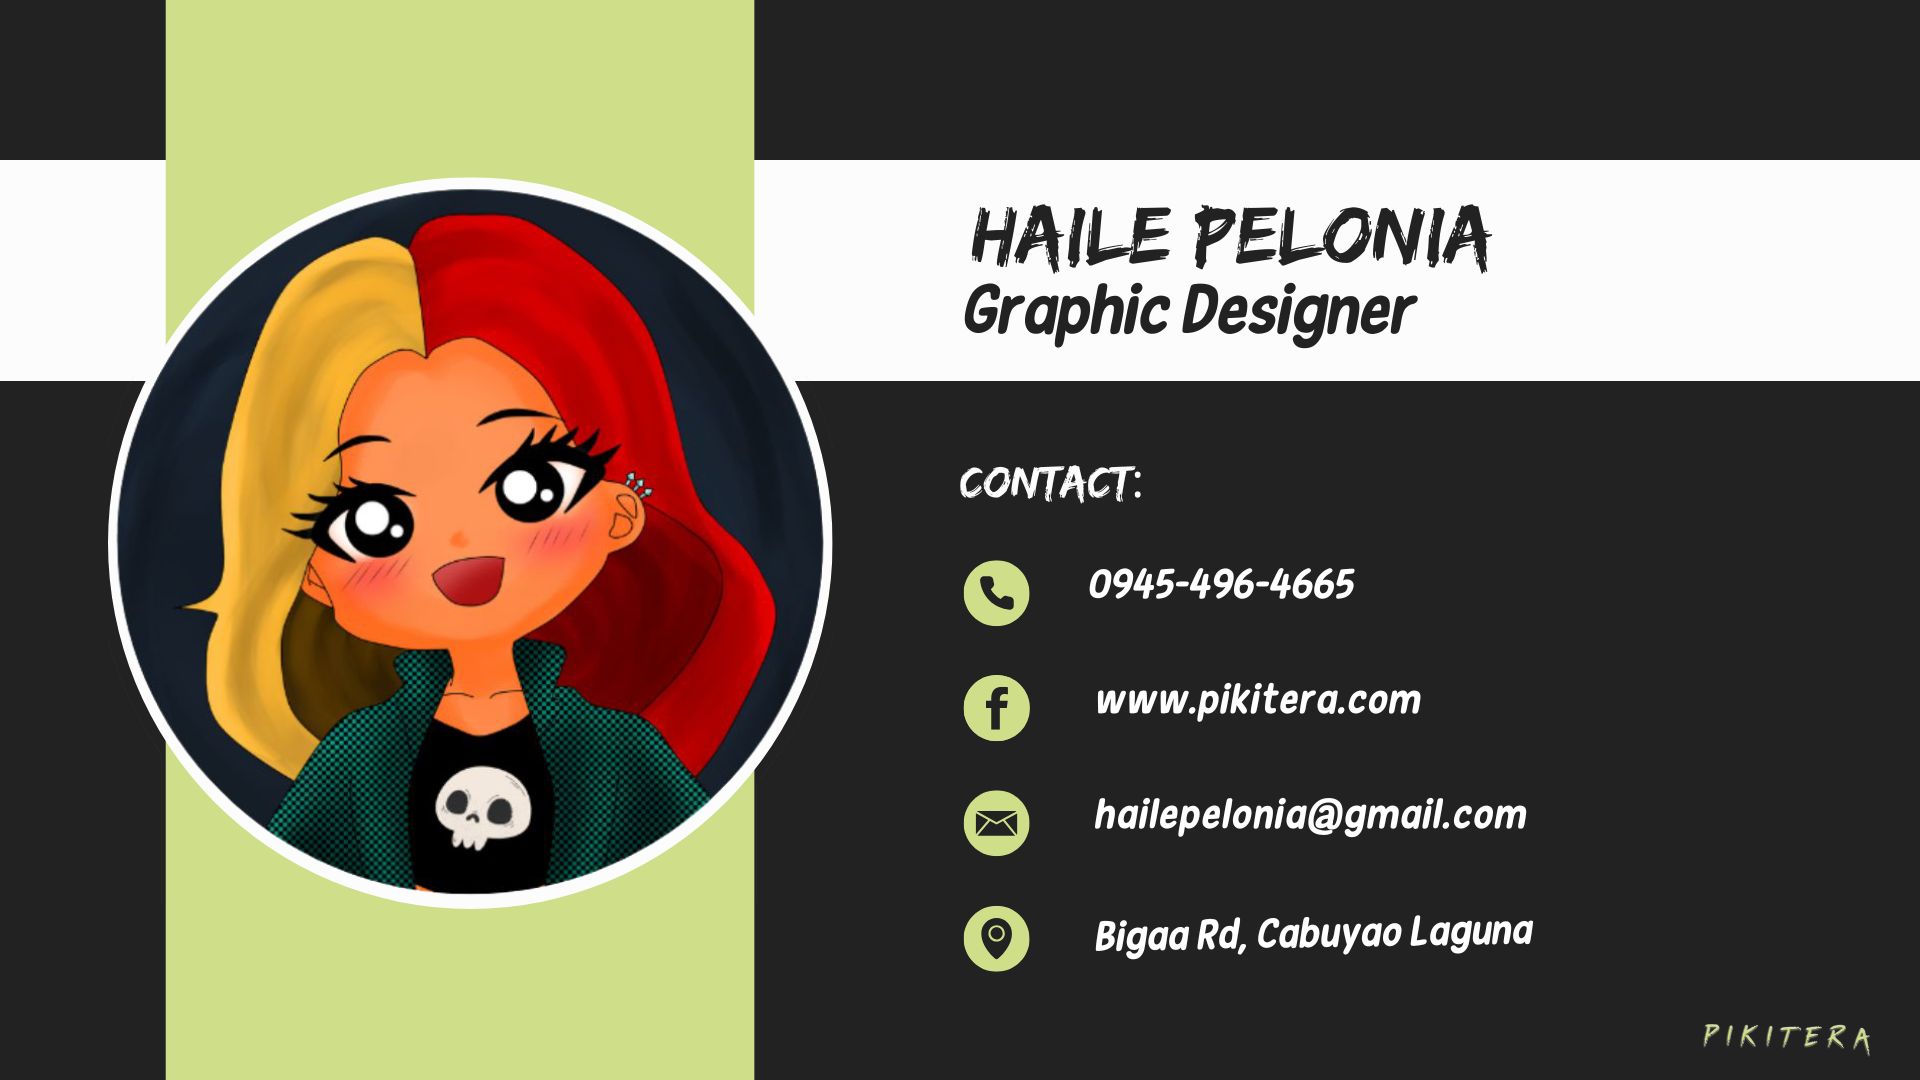 HAILE PELONIA
Graphic Designer
CONTACT:
0945-496-4665
www.pikitera.com
hailepelonia@gmail.com
Bigaa Rd, Cabuyao Laguna
PIKITERA